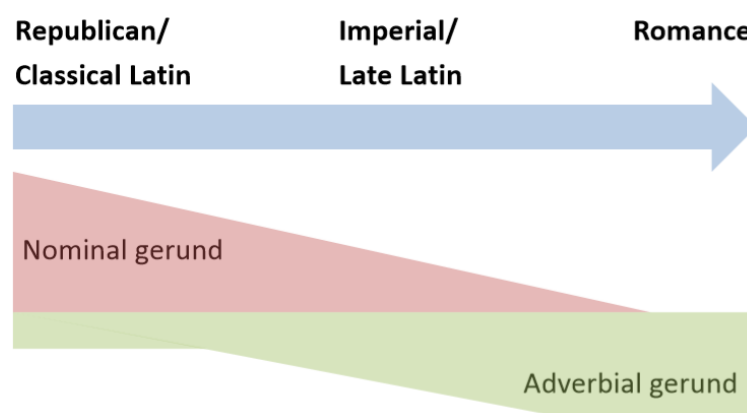 Republican/
Classical Latin
Imperial/
Late Latin
Romance
Nominal gerund
Adverbial gerund